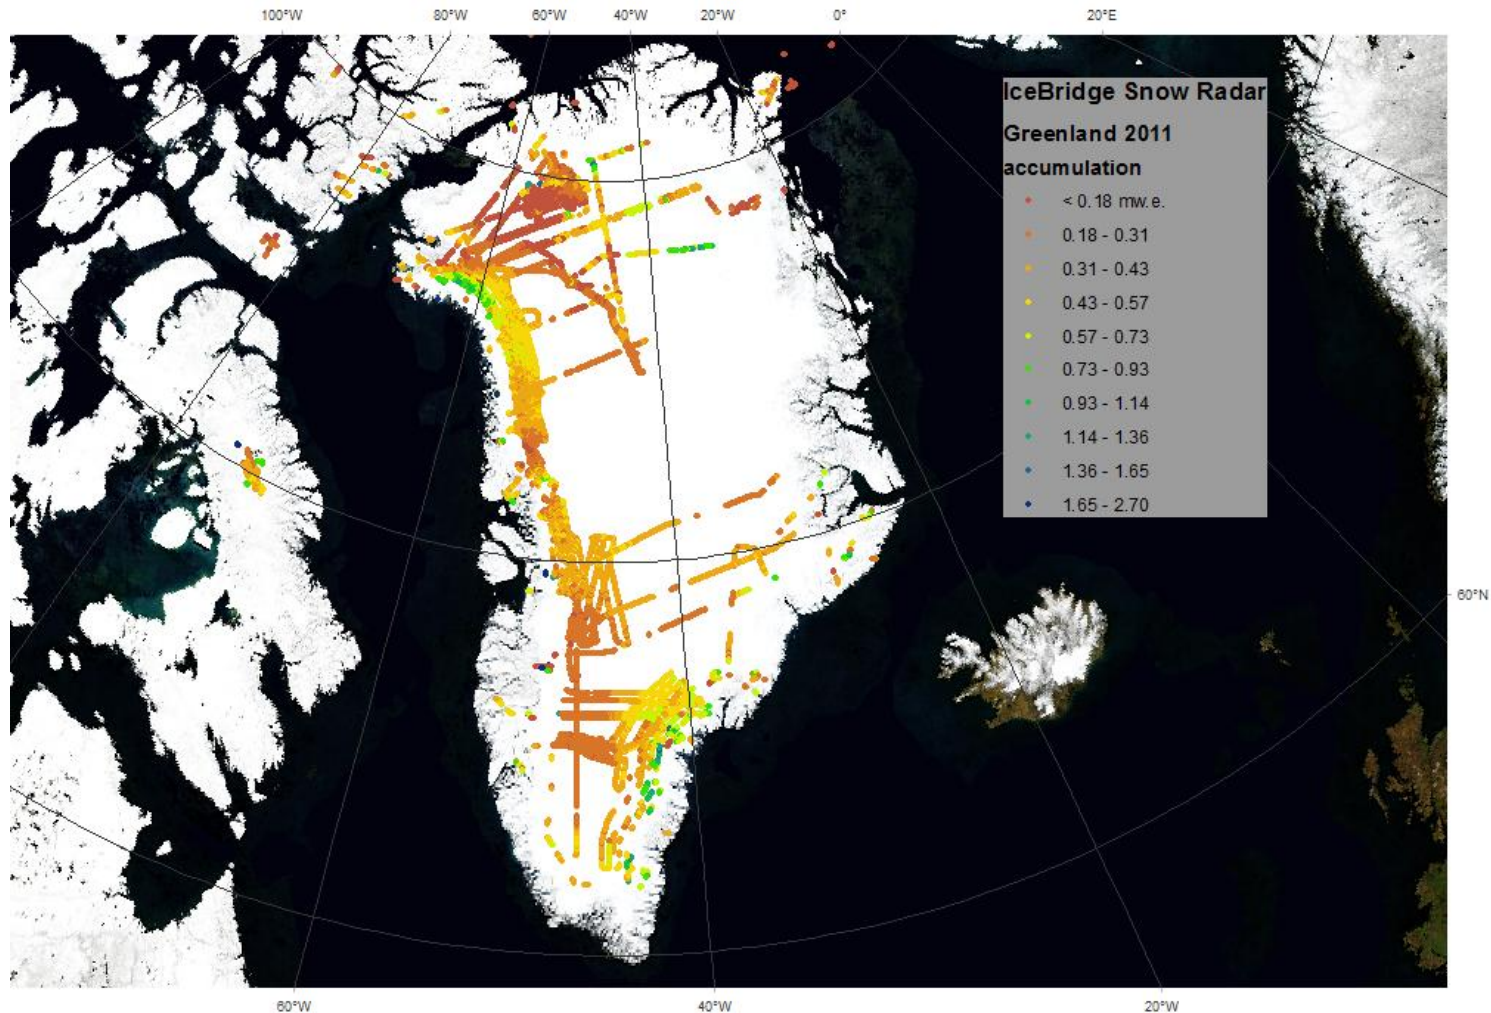 100°W 80°W 60°W 40°W 20°W 0° 20°E
IceBridge Snow Radar
Greenland 2011
accumulation
< 0.18 mw.e.
0.18 - 0.31
0.31 - 0.43
0.43 - 0.57
0.57 - 0.73
0.73 - 0.93
0.93 - 1.14
1.14 - 1.36
1.36 - 1.65
1.65 - 2.70
60°N
60°W 40°W 20°W